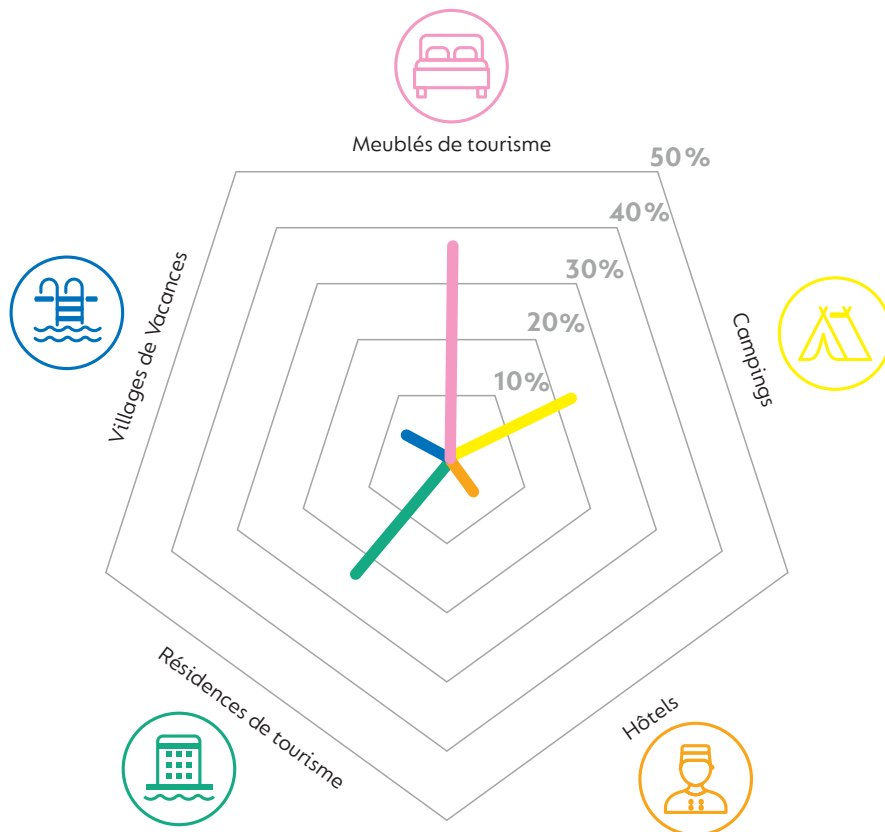 Meublés de tourisme
50%
40%
30%
20%
10%
Villages de Vacances
Campings
Résidences de tourisme
Hôtels